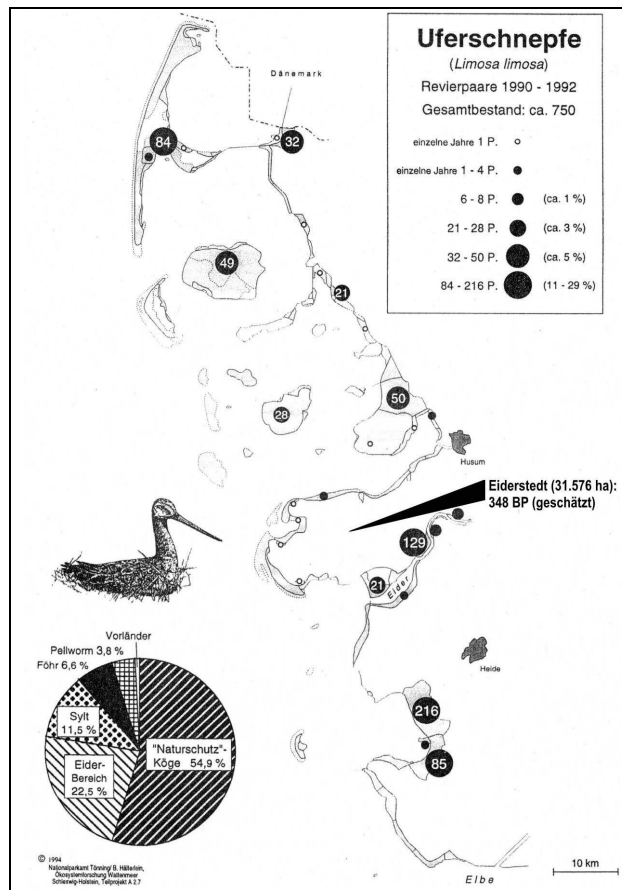 Uferschnepfe
(Limosa limosa)
Revierpaare 1990 - 1992
Gesamtbestand: ca. 750
einzelne Jahre 1 P.
einzelne Jahre 1 - 4 P.
6 - 8 P. (ca. 1 %)
21 - 28 P. (ca. 3 %)
32 - 50 P. (ca. 5 %)
84 - 216 P. (11 - 29 %)
Dänemark
84
32
49
21
50
28
Husum
Eiderstedt (31.576 ha):
348 BP (geschätzt)
129
21
Eider
Heide
216
85
Vorländer
Pellworm 3,8 %
Föhr 6,6 %
Sylt
11,5 %
"Naturschutz"-
Köge 54,9 %
Eider-
Bereich
22,5 %
© 1994
Nationalparkamt Tönning/ B. Hälterlein,
Ökosystemforschung Wattenmeer
Schleswig-Holstein, Teilprojekt A 2.7
Elbe
10 km